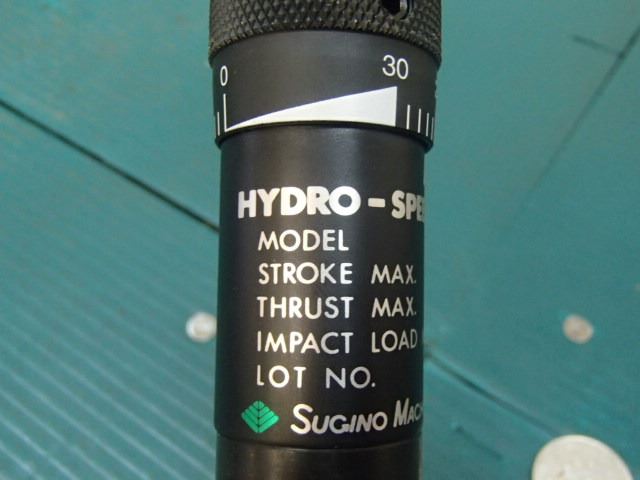 0 30
HYDRO-SPE
MODEL
STROKE MAX.
THRUST MAX.
IMPACT LOAD
LOT NO.
SUGINO MAC